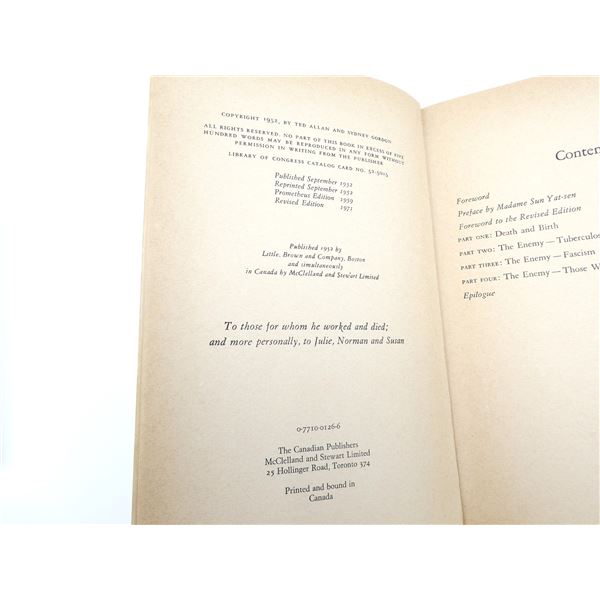 COPYRIGHT 1952, BY TED ALLAN AND SYDNEY GORDON
ALL RIGHTS RESERVED. NO PART OF THIS BOOK IN EXCESS OF FIVE
HUNDRED WORDS MAY BE REPRODUCED IN ANY FORM WITHOUT
PERMISSION IN WRITING FROM THE PUBLISHER
LIBRARY OF CONGRESS CATALOG CARD NO. 52-5015
Published September 1952
Reprinted September 1952
Prometheus Edition 1959
Revised Edition 1971
Published 1952 by
Little, Brown and Company, Boston
and simultaneously
in Canada by McClelland and Stewart Limited
To those for whom he worked and died;
and more personally, to Julie, Norman and Susan
0-7710-0126-6
The Canadian Publishers
McClelland and Stewart Limited
25 Hollinger Road, Toronto 374
Printed and bound in
Canada
Conten
Foreword
Preface by Madame Sun Yat-sen
Foreword to the Revised Edition
PART ONE: Death and Birth
PART TWO: The Enemy — Tuberculos
PART THREE: The Enemy — Fascism
PART FOUR: The Enemy — Those W
Epilogue